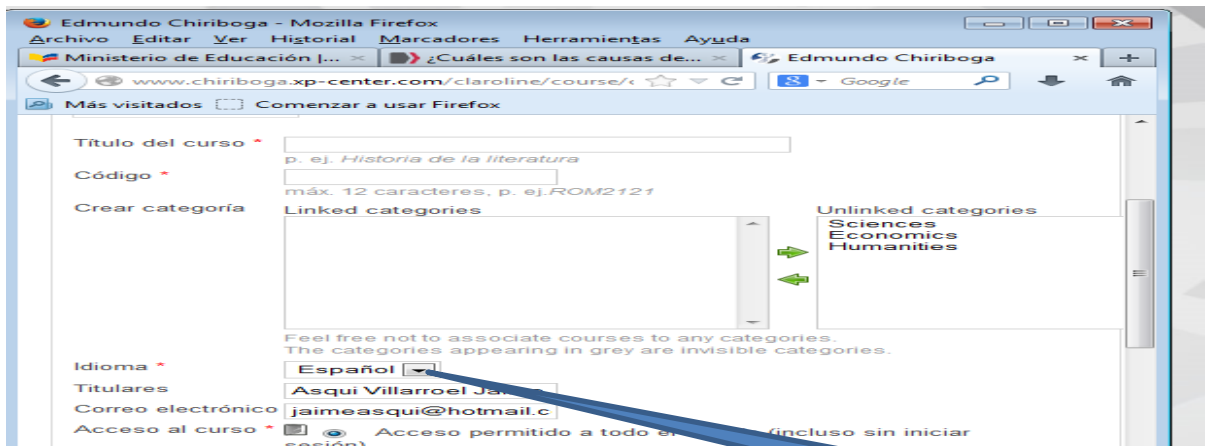 Edmundo Chiriboga - Mozilla Firefox
Archivo Editar Ver Historial Marcadores Herramientas Ayuda
Ministerio de Educación |... × ¿Cuáles son las causas de... × Edmundo Chiriboga × +
www.chiriboga.xp-center.com/claroline/course/ Google
Más visitados Comenzar a usar Firefox
Título del curso *
p. ej. Historia de la literatura
Código *
máx. 12 caracteres, p. ej.ROM2121
Crear categoría Linked categories Unlinked categories
Sciences
Economics
Humanities
Feel free not to associate courses to any categories.
The categories appearing in grey are invisible categories.
Idioma * Español
Titulares Asqui Villarroel
Correo electrónico jaimeasqui@hotmail.c
Acceso al curso * Acceso permitido a todo (incluso sin iniciar
sesión)